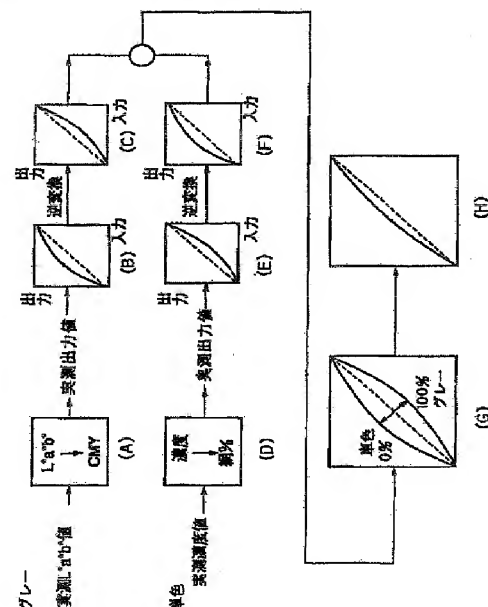 グレー
実測L*a*b*値
L*a*b*
CMY
(A)
実測出力値
出力
入力
(B)
逆変換
出力
入力
(C)
単色
実測濃度値
濃度
網%
(D)
実測出力値
出力
入力
(E)
逆変換
出力
入力
(F)
単色
0%
100%
グレー
(G)
(H)